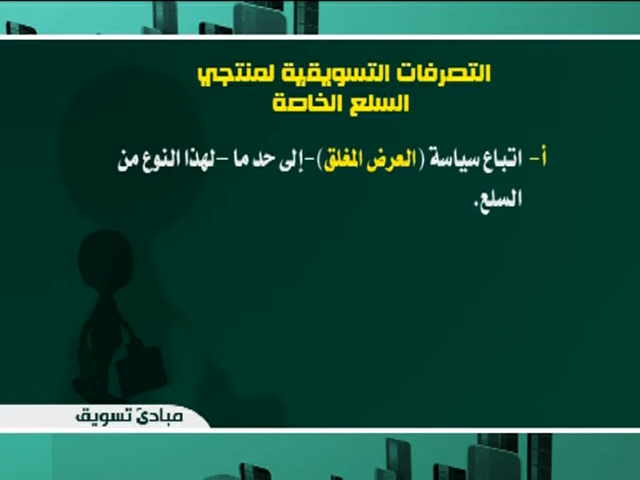 التصرفات التسويقية لمنتجي
السلع الخاصة
أ- اتباع سياسة (العرض المغلق)-إلى حد ما -لهذا النوع من
السلع.
مبادئ تسويق